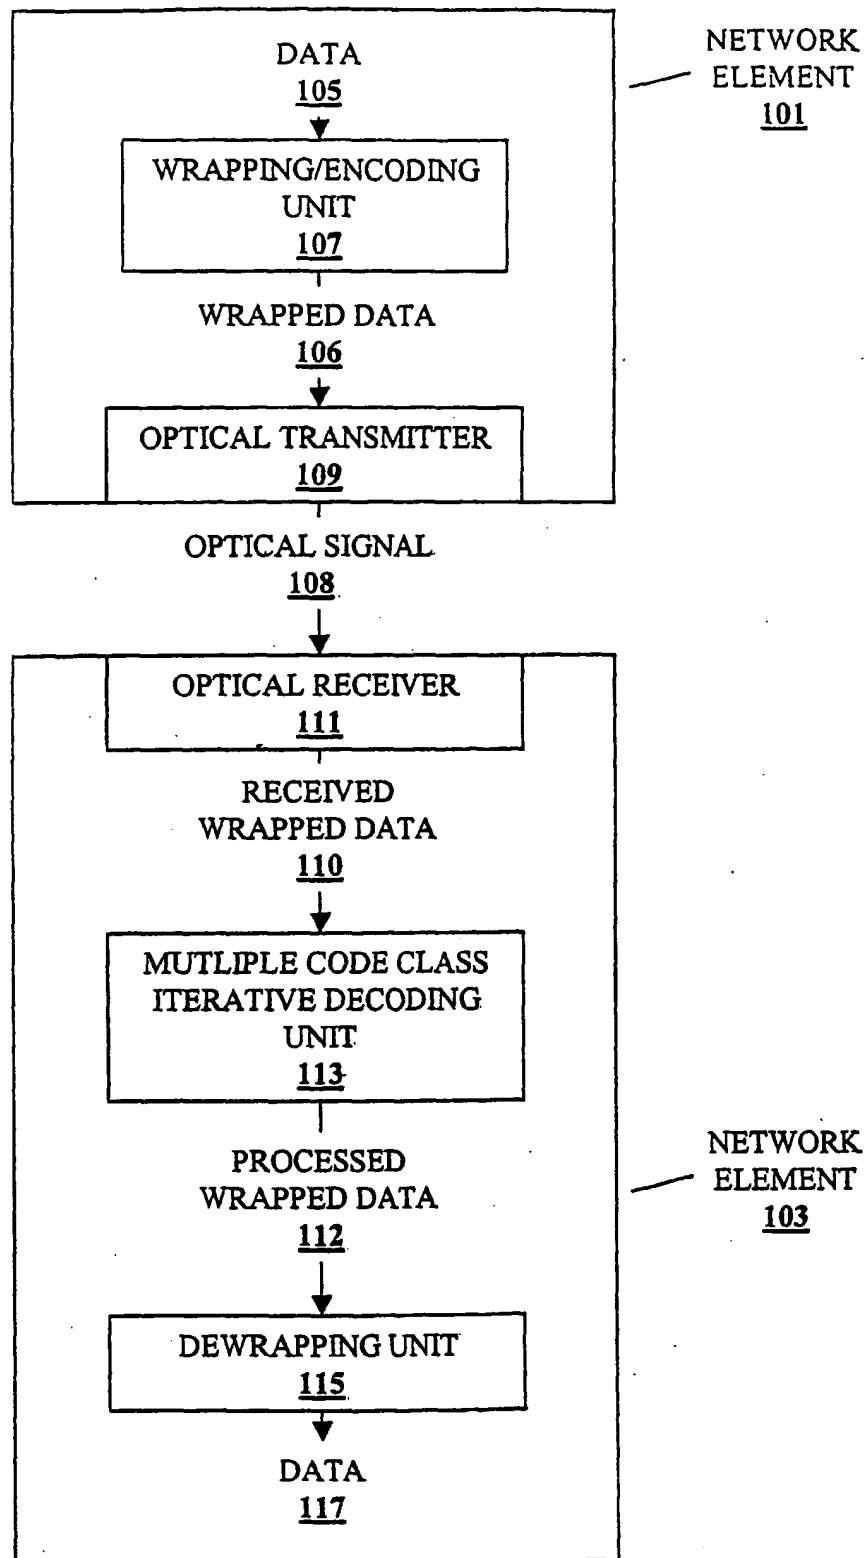 DATA
105
NETWORK
ELEMENT
101
WRAPPING/ENCODING
UNIT
107
WRAPPED DATA
106
OPTICAL TRANSMITTER
109
OPTICAL SIGNAL
108
OPTICAL RECEIVER
111
RECEIVED
WRAPPED DATA
110
MUTLIPLE CODE CLASS
ITERATIVE DECODING
UNIT
113
PROCESSED
WRAPPED DATA
112
NETWORK
ELEMENT
103
DEWRAPPING UNIT
115
DATA
117